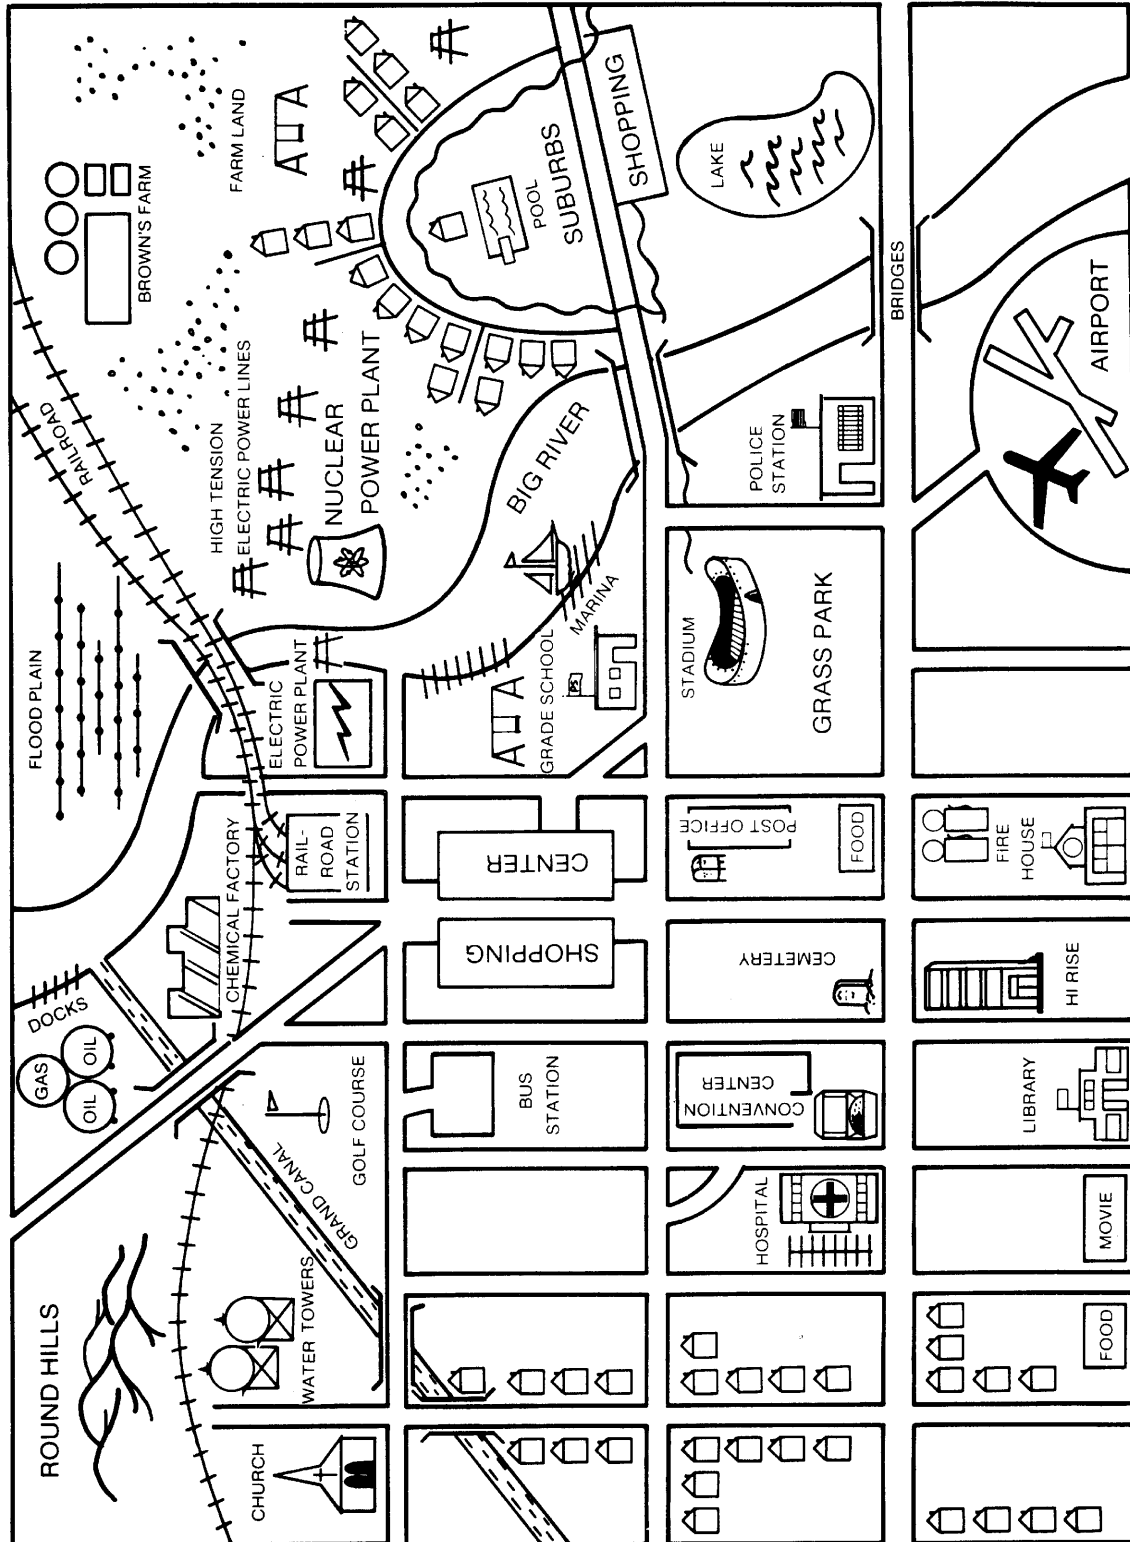 ROUND HILLS
CHURCH
WATER TOWERS
GRAND CANAL
GOLF COURSE
GAS
OIL
OIL
DOCKS
CHEMICAL FACTORY
RAIL-
ROAD
STATION
FLOOD PLAIN
RAILROAD
ELECTRIC
POWER PLANT
HIGH TENSION
ELECTRIC POWER LINES
NUCLEAR
POWER PLANT
BROWN'S FARM
FARM LAND
POOL
SUBURBS
SHOPPING
BIG RIVER
MARINA
GRADE SCHOOL
PS
SHOPPING
CENTER
BUS
STATION
HOSPITAL
CONVENTION
CENTER
CEMETERY
POST OFFICE
FOOD
STADIUM
GRASS PARK
POLICE
STATION
LAKE
BRIDGES
AIRPORT
FIRE
HOUSE
HI RISE
LIBRARY
MOVIE
FOOD